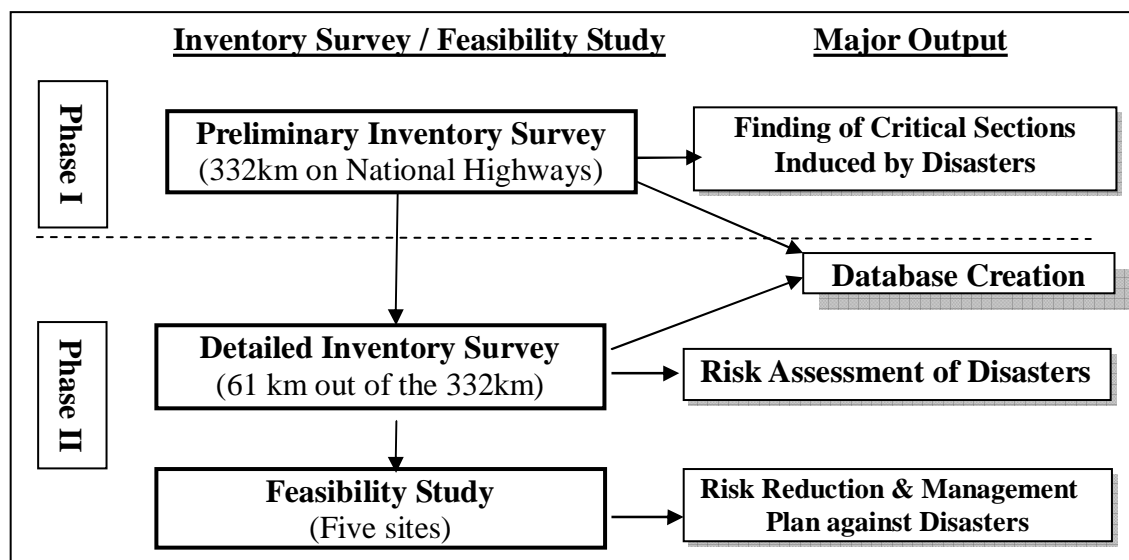 Inventory Survey / Feasibility Study
Major Output
Phase I
Preliminary Inventory Survey
(332km on National Highways)
Finding of Critical Sections
Induced by Disasters
Database Creation
Phase II
Detailed Inventory Survey
(61 km out of the 332km)
Risk Assessment of Disasters
Feasibility Study
(Five sites)
Risk Reduction & Management
Plan against Disasters